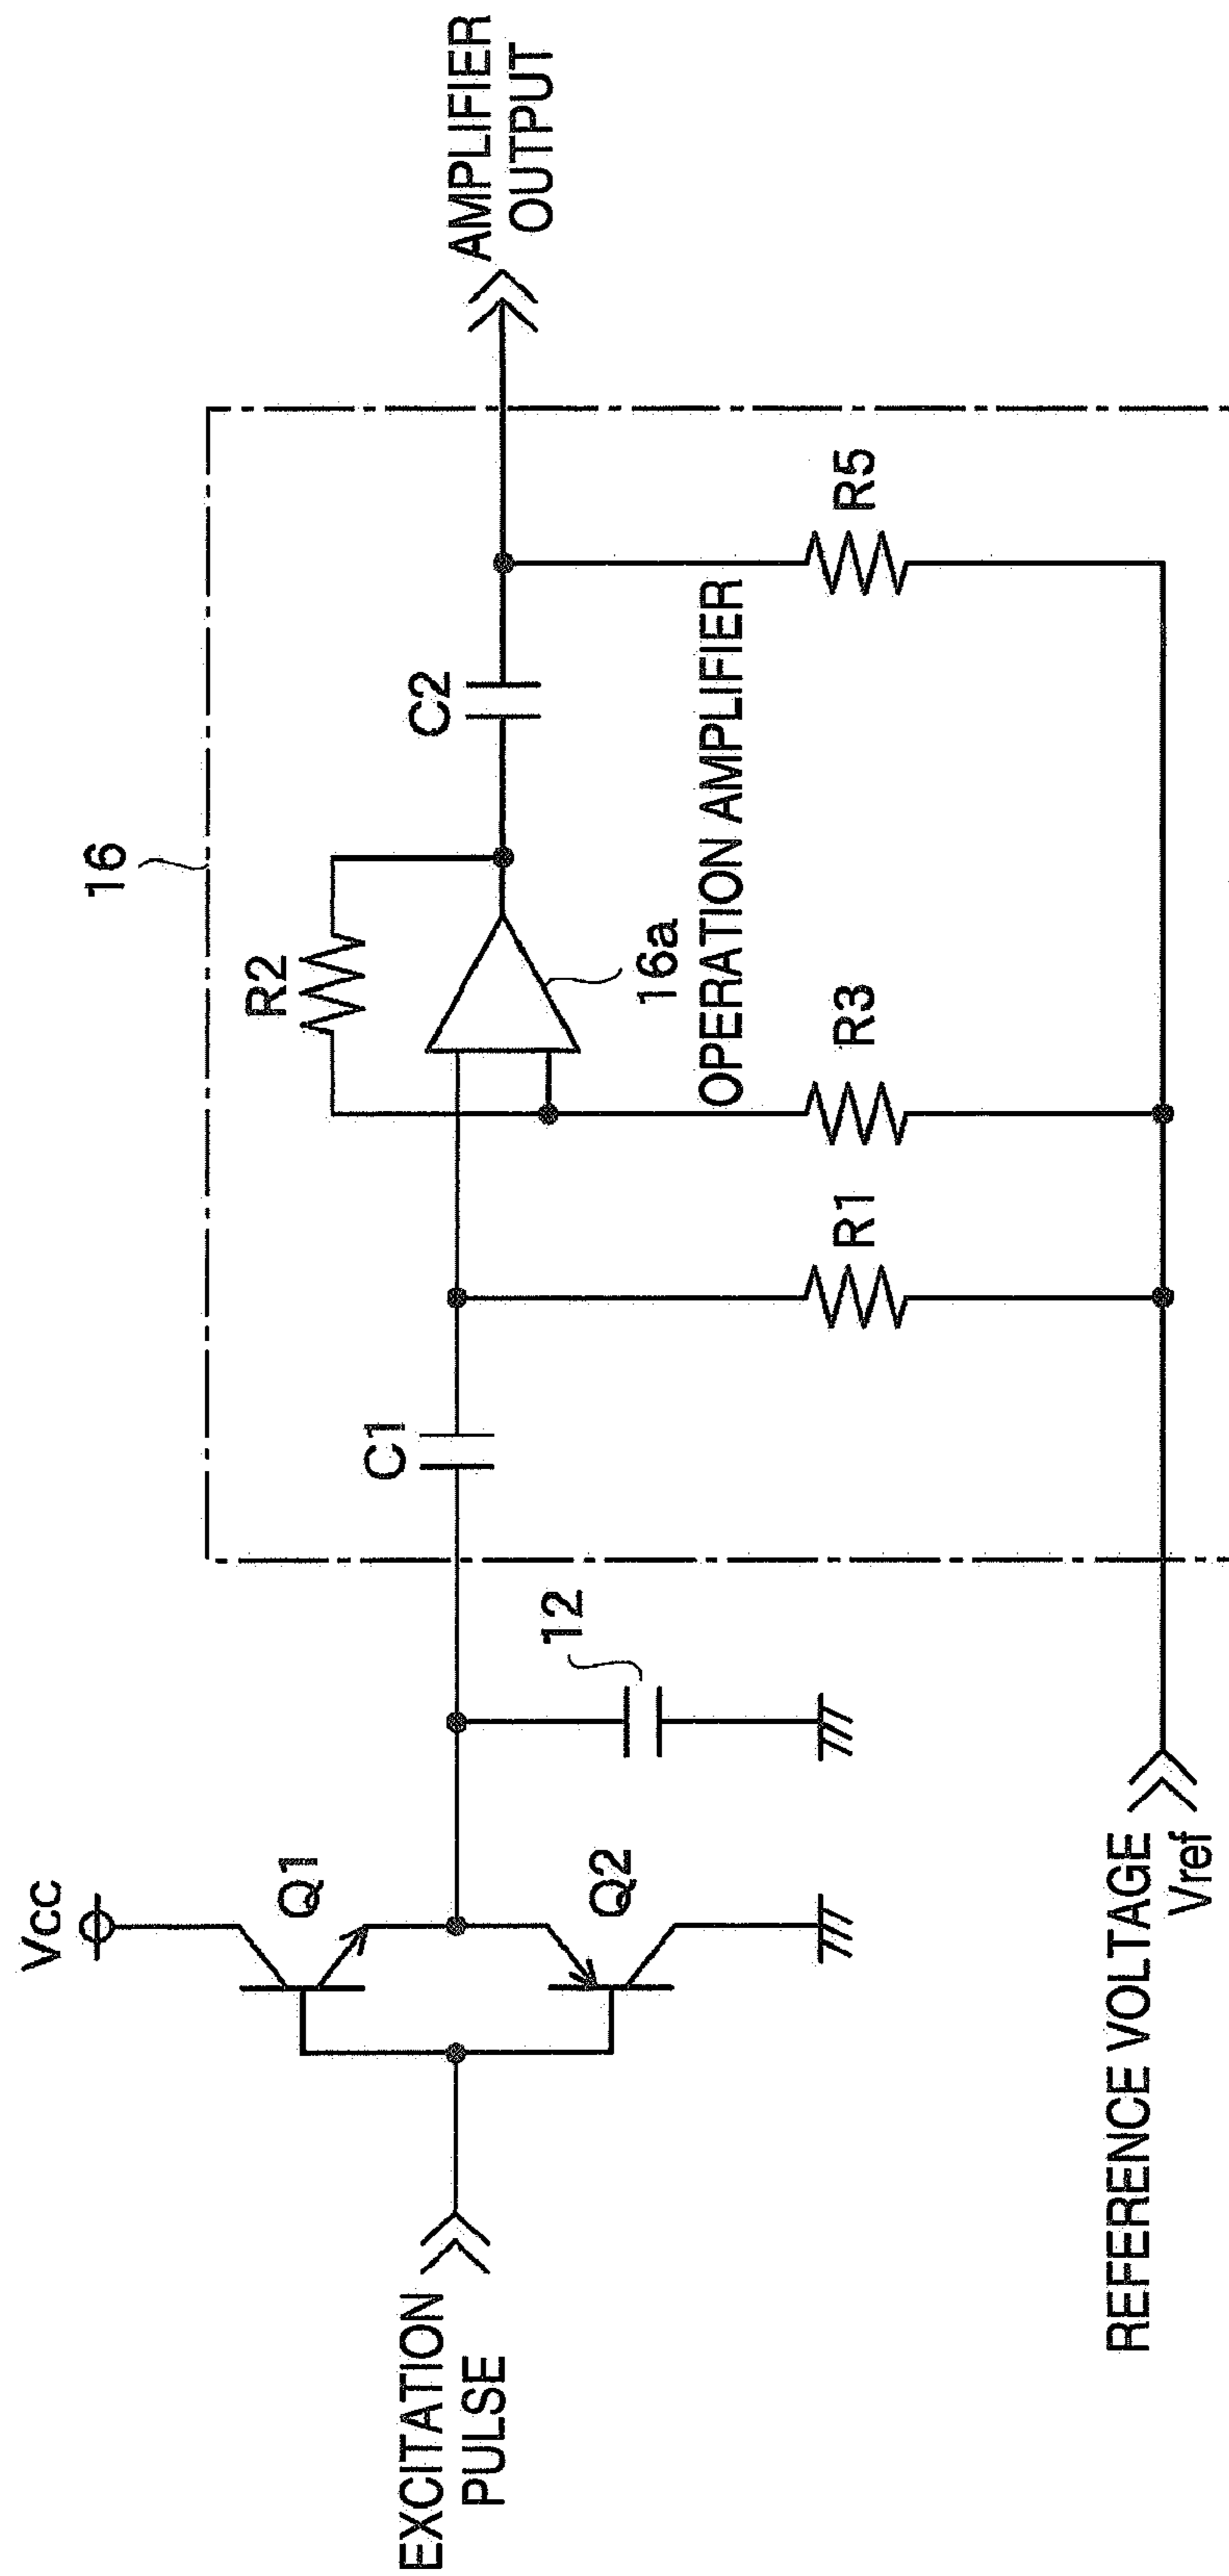 EXCITATION
PULSE
Vcc
Q1
Q2
12
REFERENCE VOLTAGE
Vref
16
C1
R1
R2
16a
OPERATION AMPLIFIER
R3
C2
R5
AMPLIFIER
OUTPUT